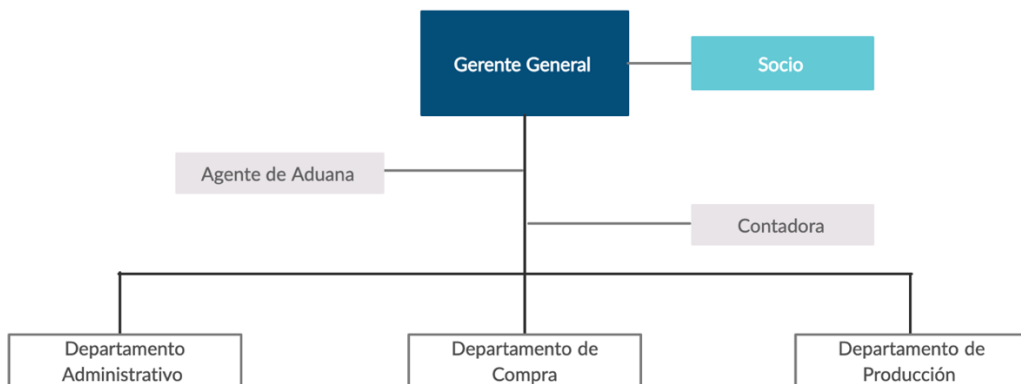 Gerente General
Socio
Agente de Aduana
Contadora
Departamento
Administrativo
Departamento de
Compra
Departamento de
Producción